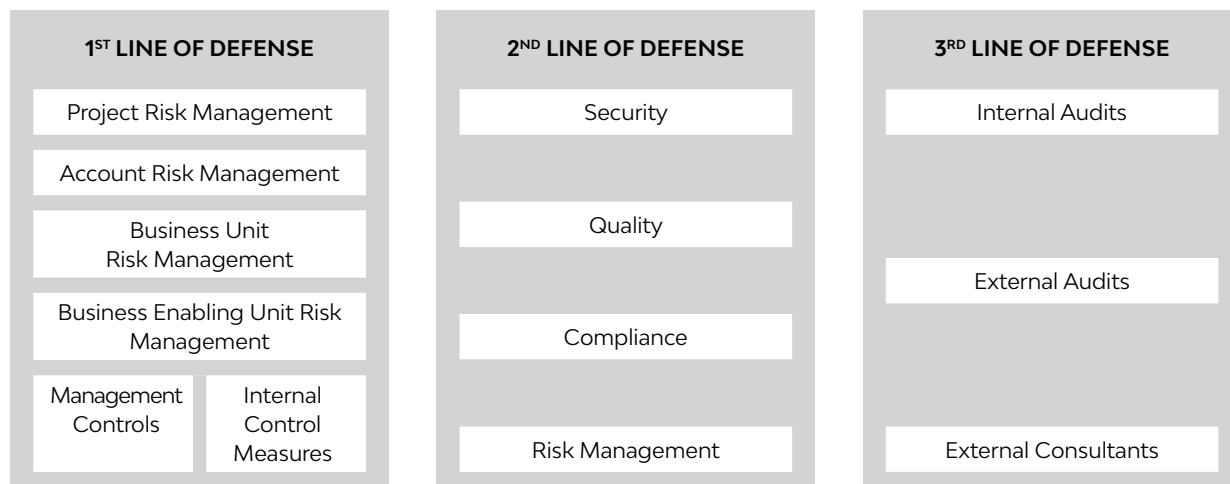 1ST LINE OF DEFENSE
Project Risk Management
Account Risk Management
Business Unit
Risk Management
Business Enabling Unit Risk
Management
Management
Controls
Internal
Control
Measures
2ND LINE OF DEFENSE
Security
Quality
Compliance
Risk Management
3RD LINE OF DEFENSE
Internal Audits
External Audits
External Consultants